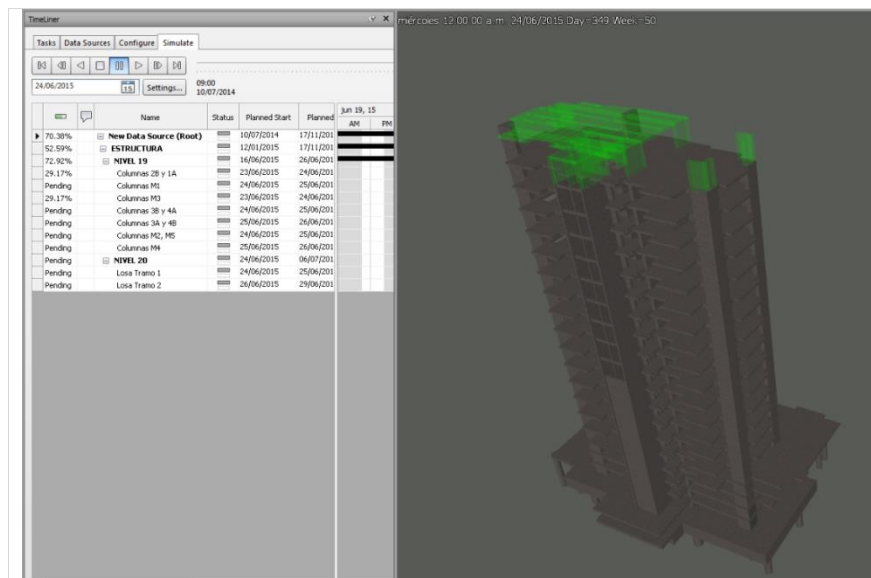 TimeLiner
miércoles 12:00:00 a.m. 24/06/2015 Day=349 Week=50
Tasks Data Sources Configure Simulate
24/06/2015 15 Settings... 09:00
10/07/2014
jun 19, 15
Name Status Planned Start Planned AM PM
70.38% New Data Source (Root) 10/07/2014 17/11/201
52.59% ESTRUCTURA 12/01/2015 17/11/201
72.92% NIVEL 19 16/06/2015 26/06/201
29.17% Columnas 2B y 1A 23/06/2015 24/06/201
Pending Columnas M1 24/06/2015 25/06/201
29.17% Columnas M3 23/06/2015 24/06/201
Pending Columnas 3B y 4A 24/06/2015 25/06/201
Pending Columnas 3A y 4B 25/06/2015 26/06/201
Pending Columnas M2, M5 24/06/2015 25/06/201
Pending Columnas M4 25/06/2015 26/06/201
Pending NIVEL 20 24/06/2015 06/07/201
Pending Losa Tramo 1 24/06/2015 25/06/201
Pending Losa Tramo 2 26/06/2015 29/06/201